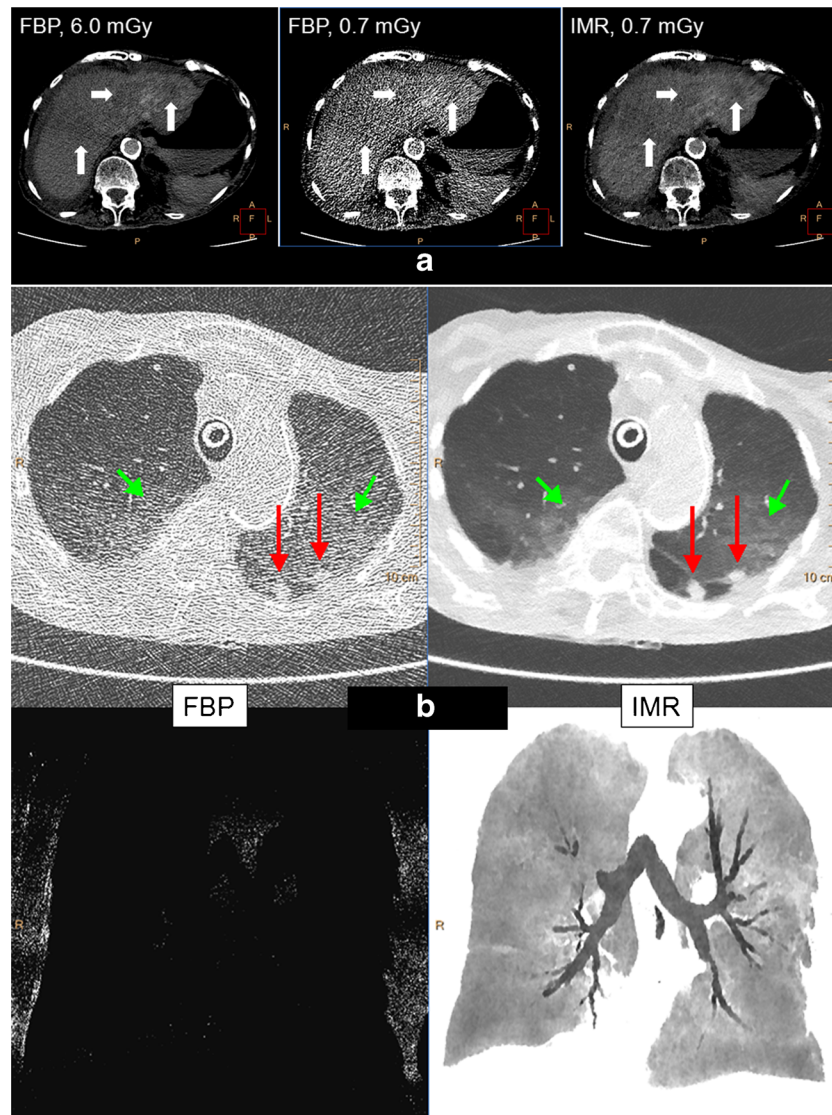 FBP, 6.0 mGy
FBP, 0.7 mGy
IMR, 0.7 mGy
R
R
A
R F L
P
A
R F L
P
A
R F L
P
P
P
P
a
R
R
10 cm
10 cm
FBP
b
IMR
R
R